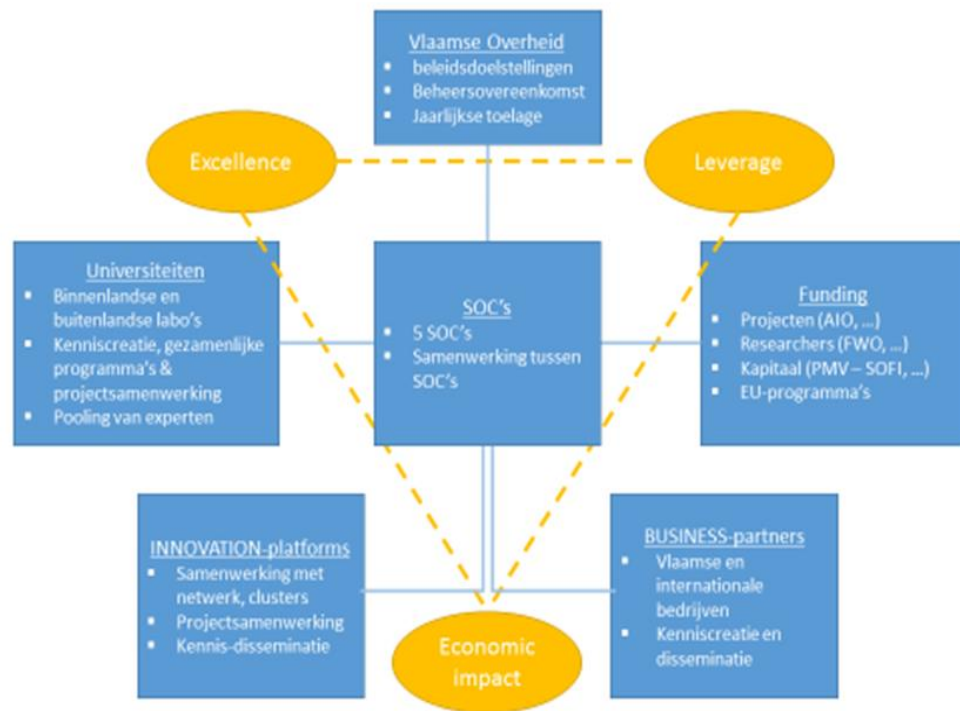 Vlaamse Overheid
▪ beleidsdoelstellingen
▪ Beheersovereenkomst
▪ Jaarlijkse toelage
Excellence
Leverage
Universiteiten
▪ Binnenlandse en
buitenlandse labo's
▪ Kenniscreatie, gezamenlijke
programma's &
projectsamenwerking
▪ Pooling van experten
SOC's
▪ 5 SOC's
▪ Samenwerking tussen
SOC's
Funding
▪ Projecten (AIO, ...)
▪ Researchers (FWO, ...)
▪ Kapitaal (PMV – SOFI, ...)
▪ EU-programma's
INNOVATION-platforms
▪ Samenwerking met
netwerk, clusters
▪ Projectsamenwerking
▪ Kennis-disseminatie
Economic
impact
BUSINESS-partners
▪ Vlaamse en
internationale
bedrijven
▪ Kenniscreatie en
disseminatie